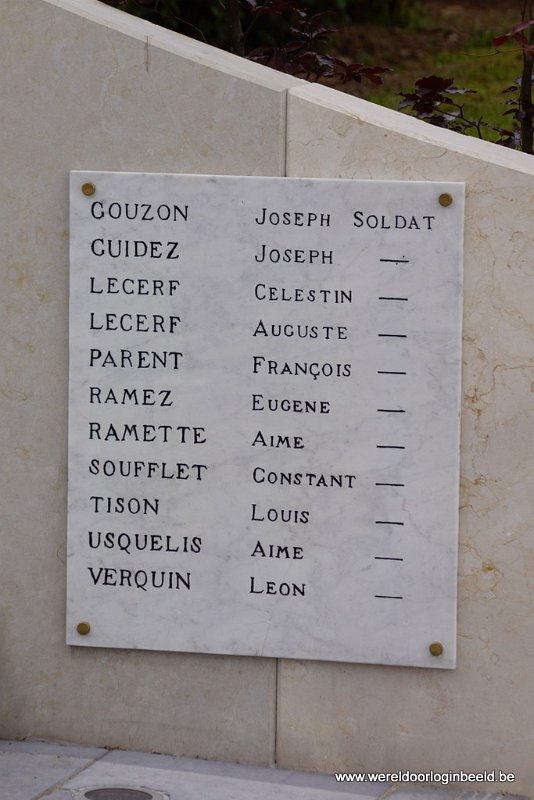 GOUZON JOSEPH SOLDAT
GUIDEZ JOSEPH —
LECERF CELESTIN —
LECERF AUGUSTE —
PARENT FRANÇOIS —
RAMEZ EUGENE —
RAMETTE AIME —
SOUFFLET CONSTANT —
TISON LOUIS —
USQUELIS AIME —
VERQUIN LEON —
www.wereldoorloginbeeld.be